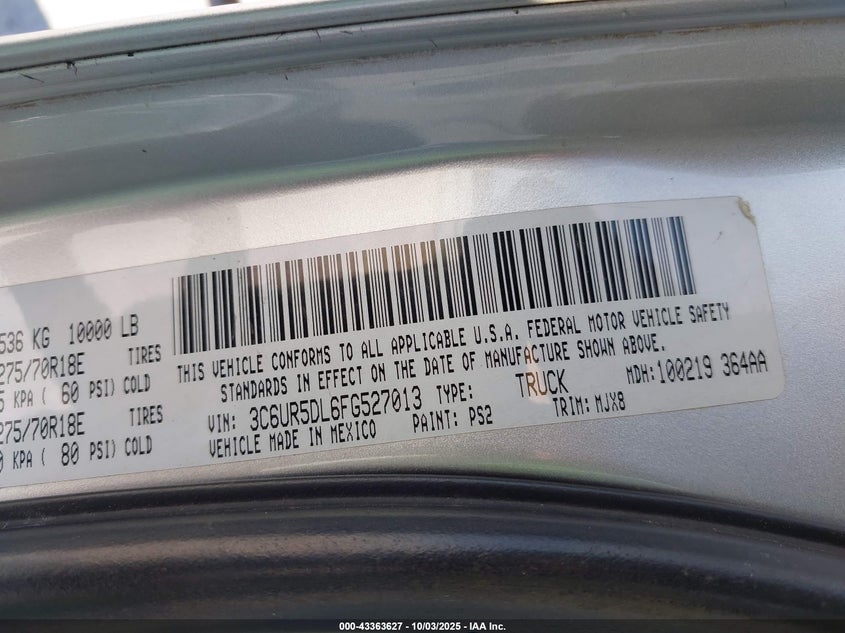 536 KG 10000 LB
275/70R18E TIRES
5 KPA ( 60 PSI) COLD
275/70R18E TIRES
0 KPA ( 80 PSI) COLD
THIS VEHICLE CONFORMS TO ALL APPLICABLE U.S.A. FEDERAL MOTOR VEHICLE SAFETY
STANDARDS IN EFFECT ON THE DATE OF MANUFACTURE SHOWN ABOVE.
VIN: 3C6UR5DL6FG527013 TYPE: TRUCK MDH: 100219 364AA
VEHICLE MADE IN MEXICO PAINT: PS2 TRIM: MJX8
000-43363627 - 10/03/2025 - IAA Inc.